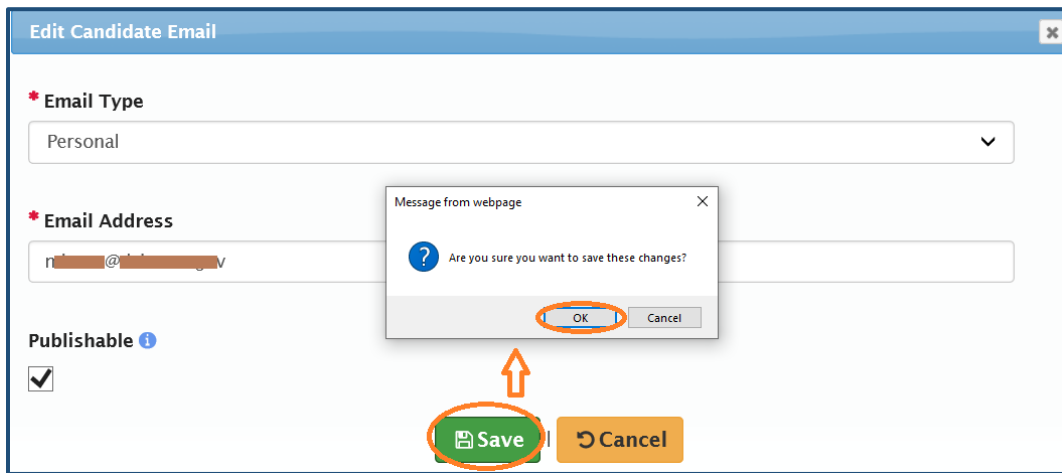 Edit Candidate Email
* Email Type
Personal
Message from webpage
* Email Address
Are you sure you want to save these changes?
OK Cancel
Publishable
Save | Cancel